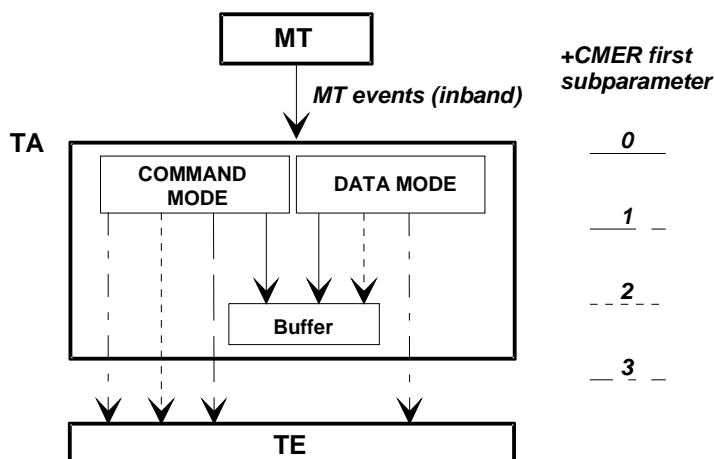 MT
+CMER first
subparameter
MT events (inband)
TA
0
COMMAND
MODE
DATA MODE
1
2
Buffer
3
TE